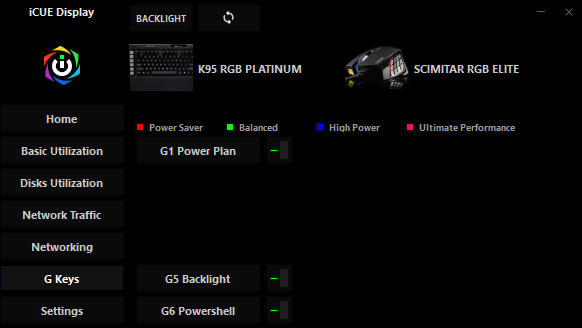 iCUE Display
BACKLIGHT
K95 RGB PLATINUM
SCIMITAR RGB ELITE
Home
Power Saver
Balanced
High Power
Ultimate Performance
Basic Utilization
G1 Power Plan
Disks Utilization
Network Traffic
Networking
G Keys
G5 Backlight
Settings
G6 Powershell